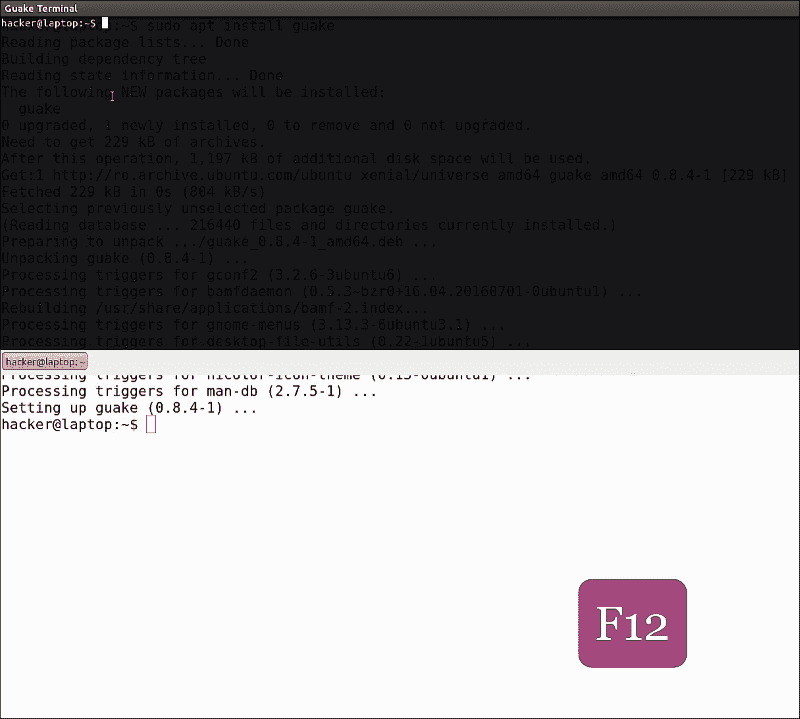 Guake Terminal
hacker@laptop:~$
hacker@laptop:~$ sudo apt install guake
Reading package lists... Done
Building dependency tree
Reading state information... Done
The following NEW packages will be installed:
  guake
0 upgraded, 1 newly installed, 0 to remove and 0 not upgraded.
Need to get 229 kB of archives.
After this operation, 1,197 kB of additional disk space will be used.
Get:1 http://ro.archive.ubuntu.com/ubuntu xenial/universe amd64 guake amd64 0.8.4-1 [229 kB]
Fetched 229 kB in 0s (804 kB/s)
Selecting previously unselected package guake.
(Reading database ... 216440 files and directories currently installed.)
Preparing to unpack .../guake_0.8.4-1_amd64.deb ...
Unpacking guake (0.8.4-1) ...
Processing triggers for gconf2 (3.2.6-3ubuntu6) ...
Processing triggers for bamfdaemon (0.5.3~bzr0+16.04.20160701-0ubuntu1) ...
Rebuilding /usr/share/applications/bamf-2.index...
Processing triggers for gnome-menus (3.13.3-6ubuntu3.1) ...
Processing triggers for desktop-file-utils (0.22-1ubuntu5) ...
hacker@laptop: ~
Processing triggers for hicolor-icon-theme (0.15-0ubuntu1) ...
Processing triggers for man-db (2.7.5-1) ...
Setting up guake (0.8.4-1) ...
hacker@laptop:~$
F12